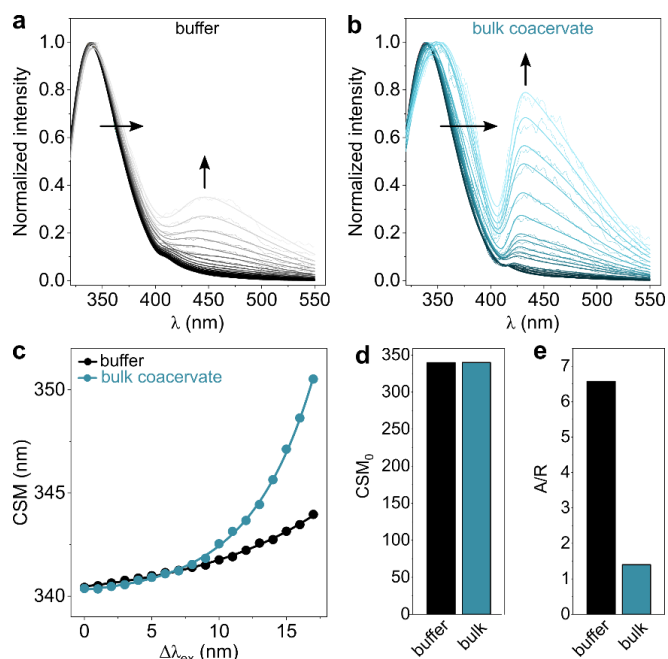 a
buffer
Normalized intensity
1.0
0.8
0.6
0.4
0.2
0.0
350
400
450
500
550
λ (nm)
b
bulk coacervate
Normalized intensity
1.0
0.8
0.6
0.4
0.2
0.0
350
400
450
500
550
λ (nm)
c
buffer
bulk coacervate
CSM (nm)
350
345
340
0
5
10
15
Δλex (nm)
d
CSM0
350
300
250
200
150
100
50
0
buffer
bulk
e
A/R
7
6
5
4
3
2
1
0
buffer
bulk